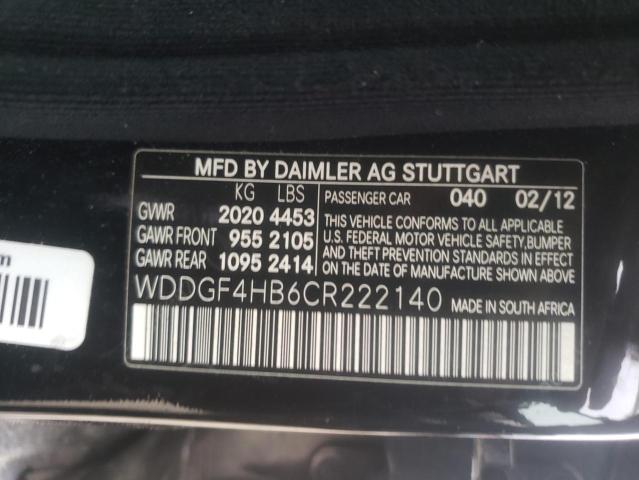 MFD BY DAIMLER AG STUTTGART
KG LBS
GVWR 2020 4453
GAWR FRONT 955 2105
GAWR REAR 1095 2414
PASSENGER CAR 040 02/12
THIS VEHICLE CONFORMS TO ALL APPLICABLE
U.S. FEDERAL MOTOR VEHICLE SAFETY, BUMPER
AND THEFT PREVENTION STANDARDS IN EFFECT
ON THE DATE OF MANUFACTURE SHOWN ABOVE.
WDDGF4HB6CR222140 MADE IN SOUTH AFRICA